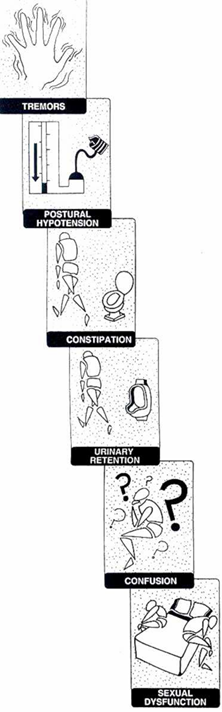 TREMORS
POSTURAL
HYPOTENSION
CONSTIPATION
URINARY
RETENTION
? ? ? ?
CONFUSION
SEXUAL
DYSFUNCTION